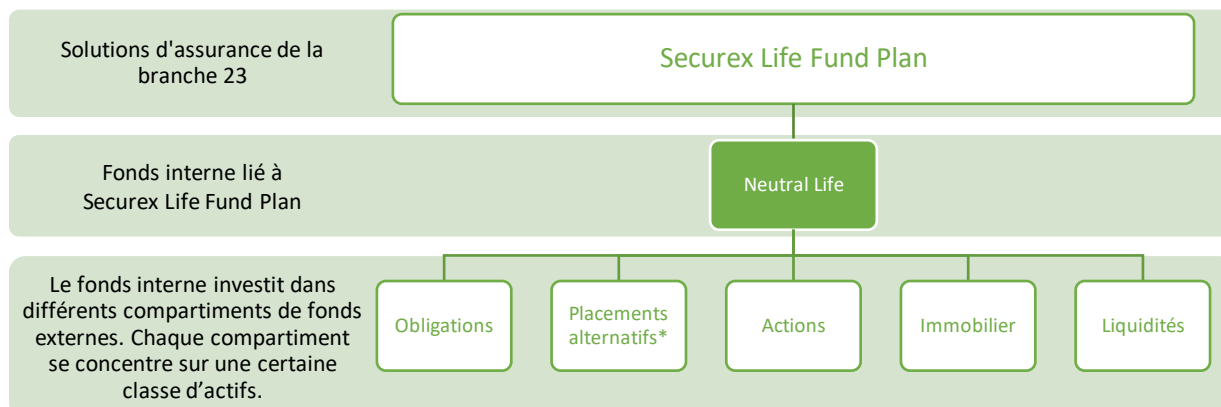 Solutions d'assurance de la
branche 23
Securex Life Fund Plan
Fonds interne lié à
Securex Life Fund Plan
Neutral Life
Le fonds interne investit dans
différents compartiments de fonds
externes. Chaque compartiment
se concentre sur une certaine
classe d’actifs.
Obligations
Placements
alternatifs*
Actions
Immobilier
Liquidités